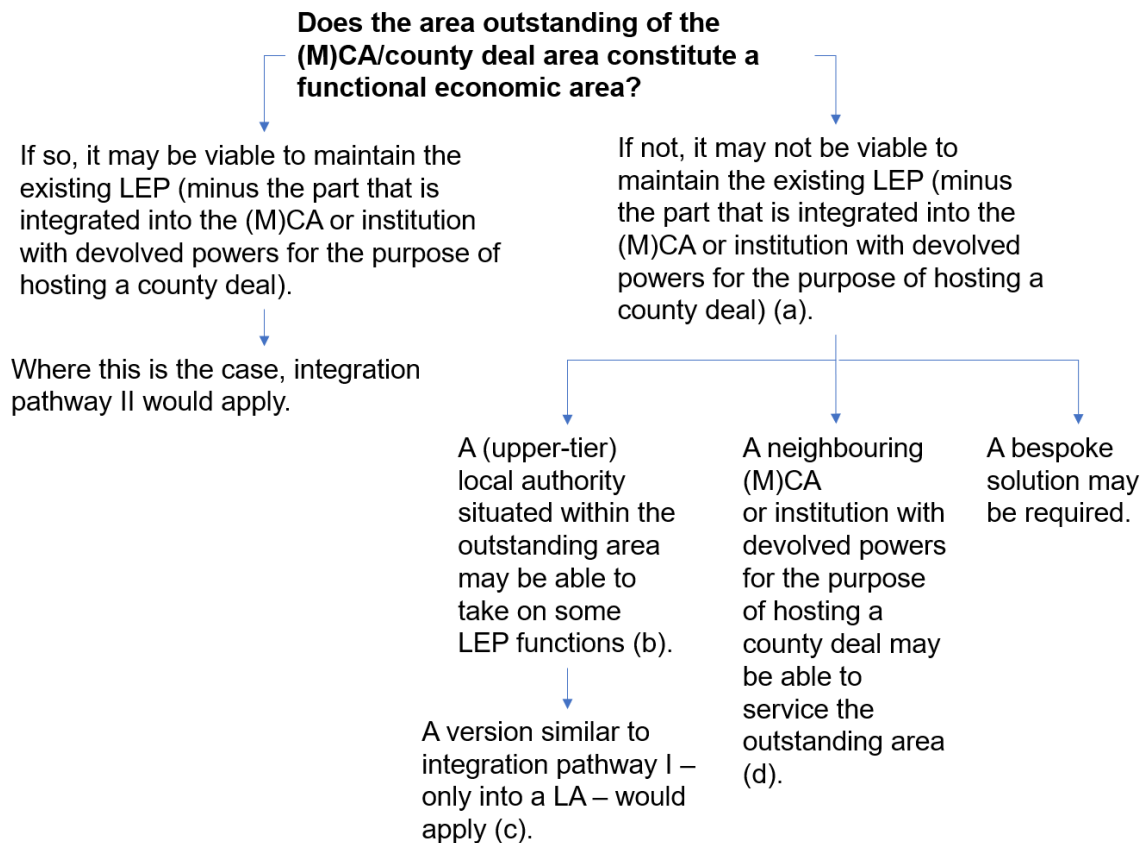 Does the area outstanding of the
(M)CA/county deal area constitute a
functional economic area?
If so, it may be viable to maintain the
existing LEP (minus the part that is
integrated into the (M)CA or institution
with devolved powers for the purpose of
hosting a county deal).
Where this is the case, integration
pathway II would apply.
If not, it may not be viable to
maintain the existing LEP (minus
the part that is integrated into the
(M)CA or institution with devolved
powers for the purpose of hosting a
county deal) (a).
A (upper-tier)
local authority
situated within the
outstanding area
may be able to
take on some
LEP functions (b).
A version similar to
integration pathway I –
only into a LA – would
apply (c).
A neighbouring
(M)CA
or institution with
devolved powers
for the purpose
of hosting a
county deal may
be able to
service the
outstanding area
(d).
A bespoke
solution may
be required.